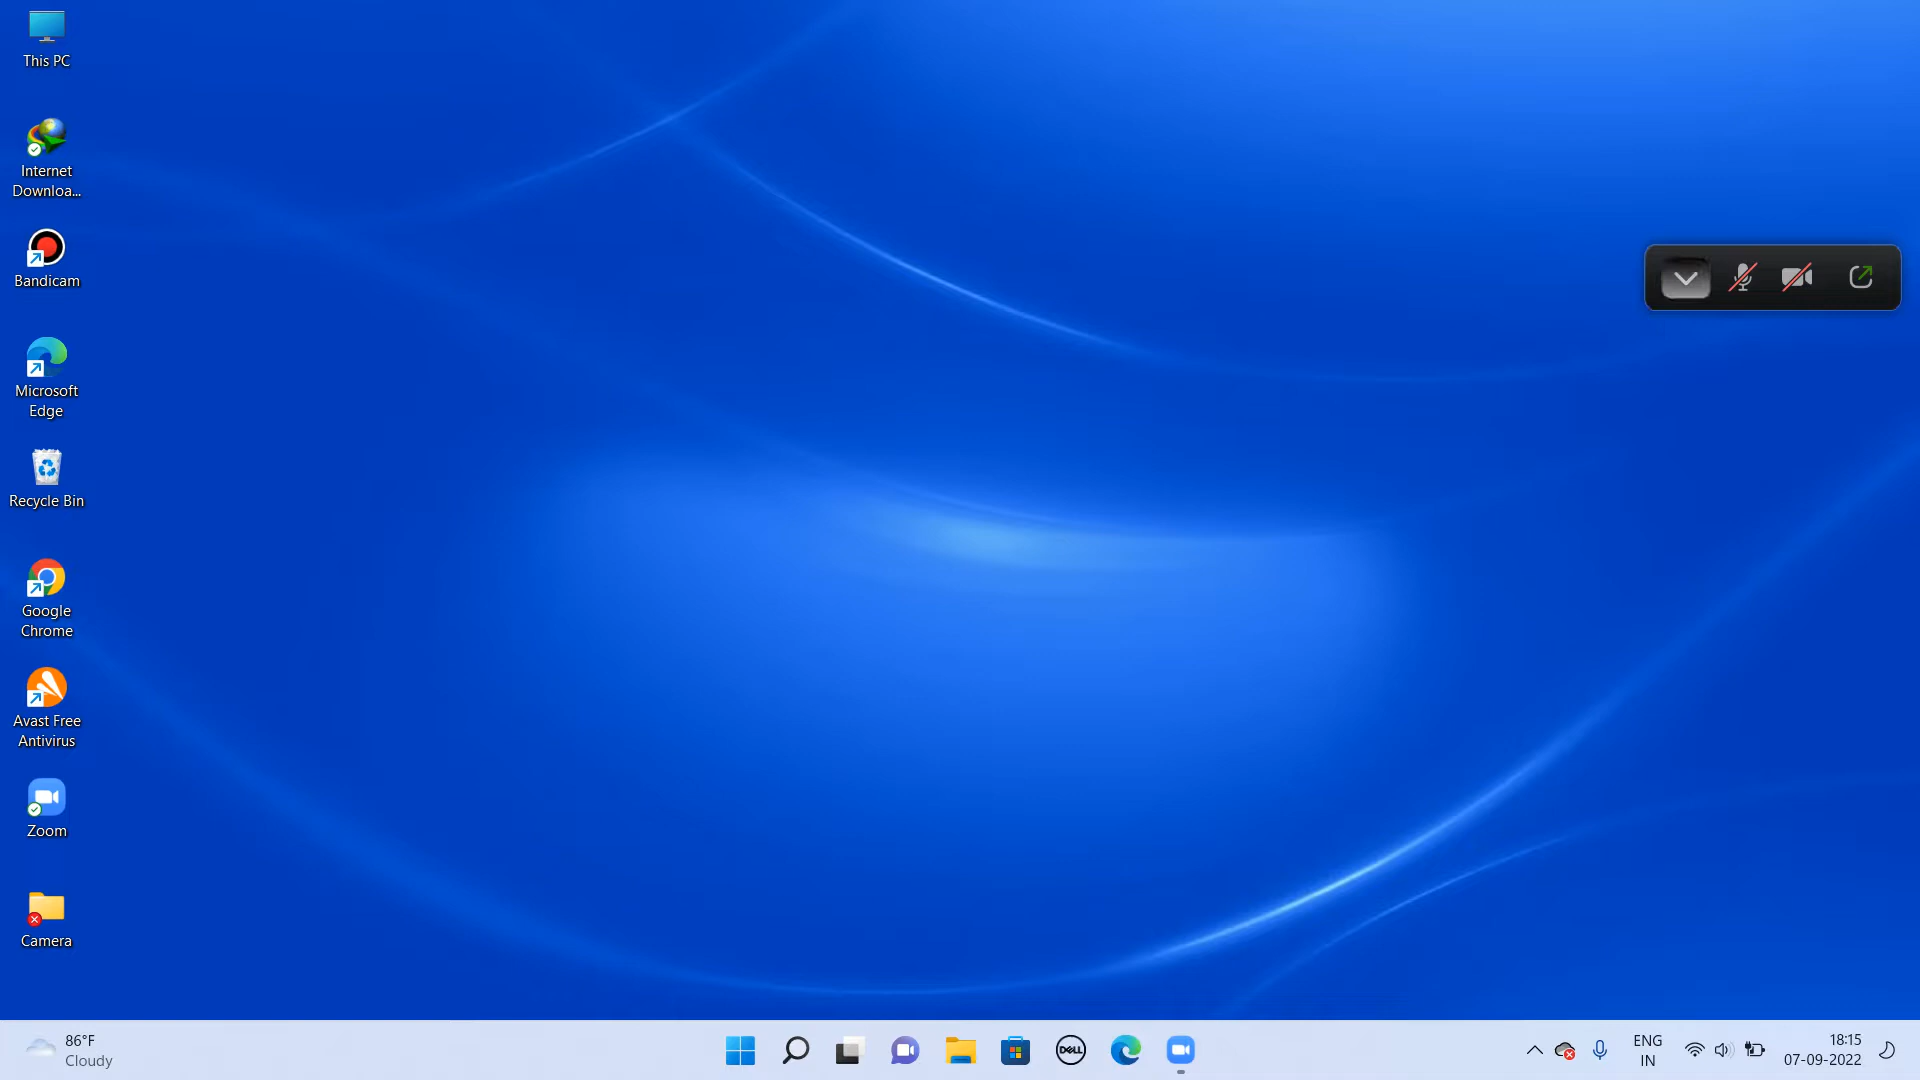 This PC
Internet
Downloa...
Bandicam
Microsoft
Edge
Recycle Bin
Google
Chrome
Avast Free
Antivirus
Zoom
Camera
86°F
Cloudy
DELL
ENG
IN
18:15
07-09-2022